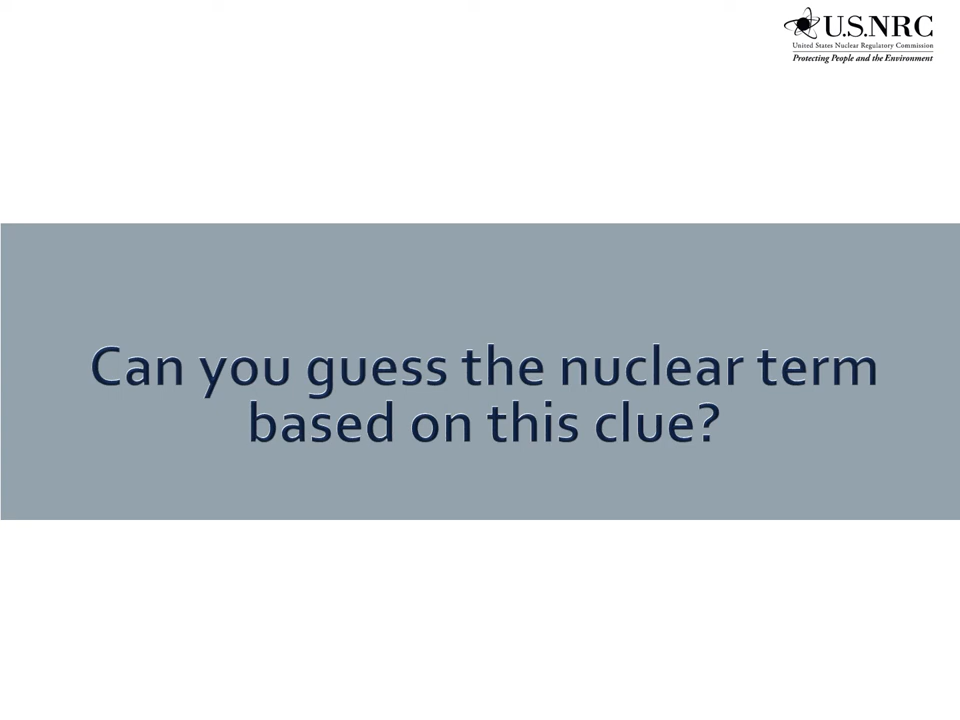 U.S.NRC
United States Nuclear Regulatory Commission
Protecting People and the Environment
Can you guess the nuclear term
based on this clue?